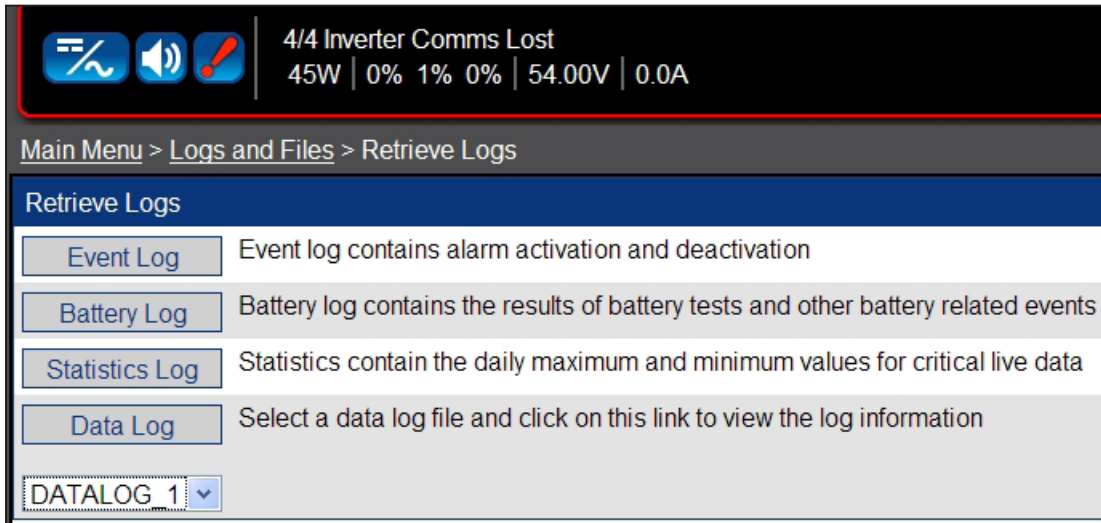 4/4 Inverter Comms Lost
45W | 0% 1% 0% | 54.00V | 0.0A
Main Menu > Logs and Files > Retrieve Logs
Retrieve Logs
Event Log Event log contains alarm activation and deactivation
Battery Log Battery log contains the results of battery tests and other battery related events
Statistics Log Statistics contain the daily maximum and minimum values for critical live data
Data Log Select a data log file and click on this link to view the log information
DATALOG_1